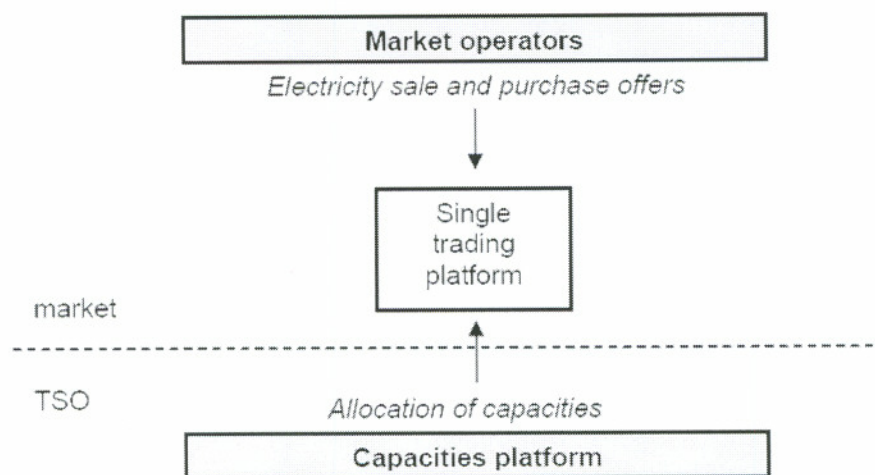 Market operators
Electricity sale and purchase offers
Single
trading
platform
market
TSO
Allocation of capacities
Capacities platform